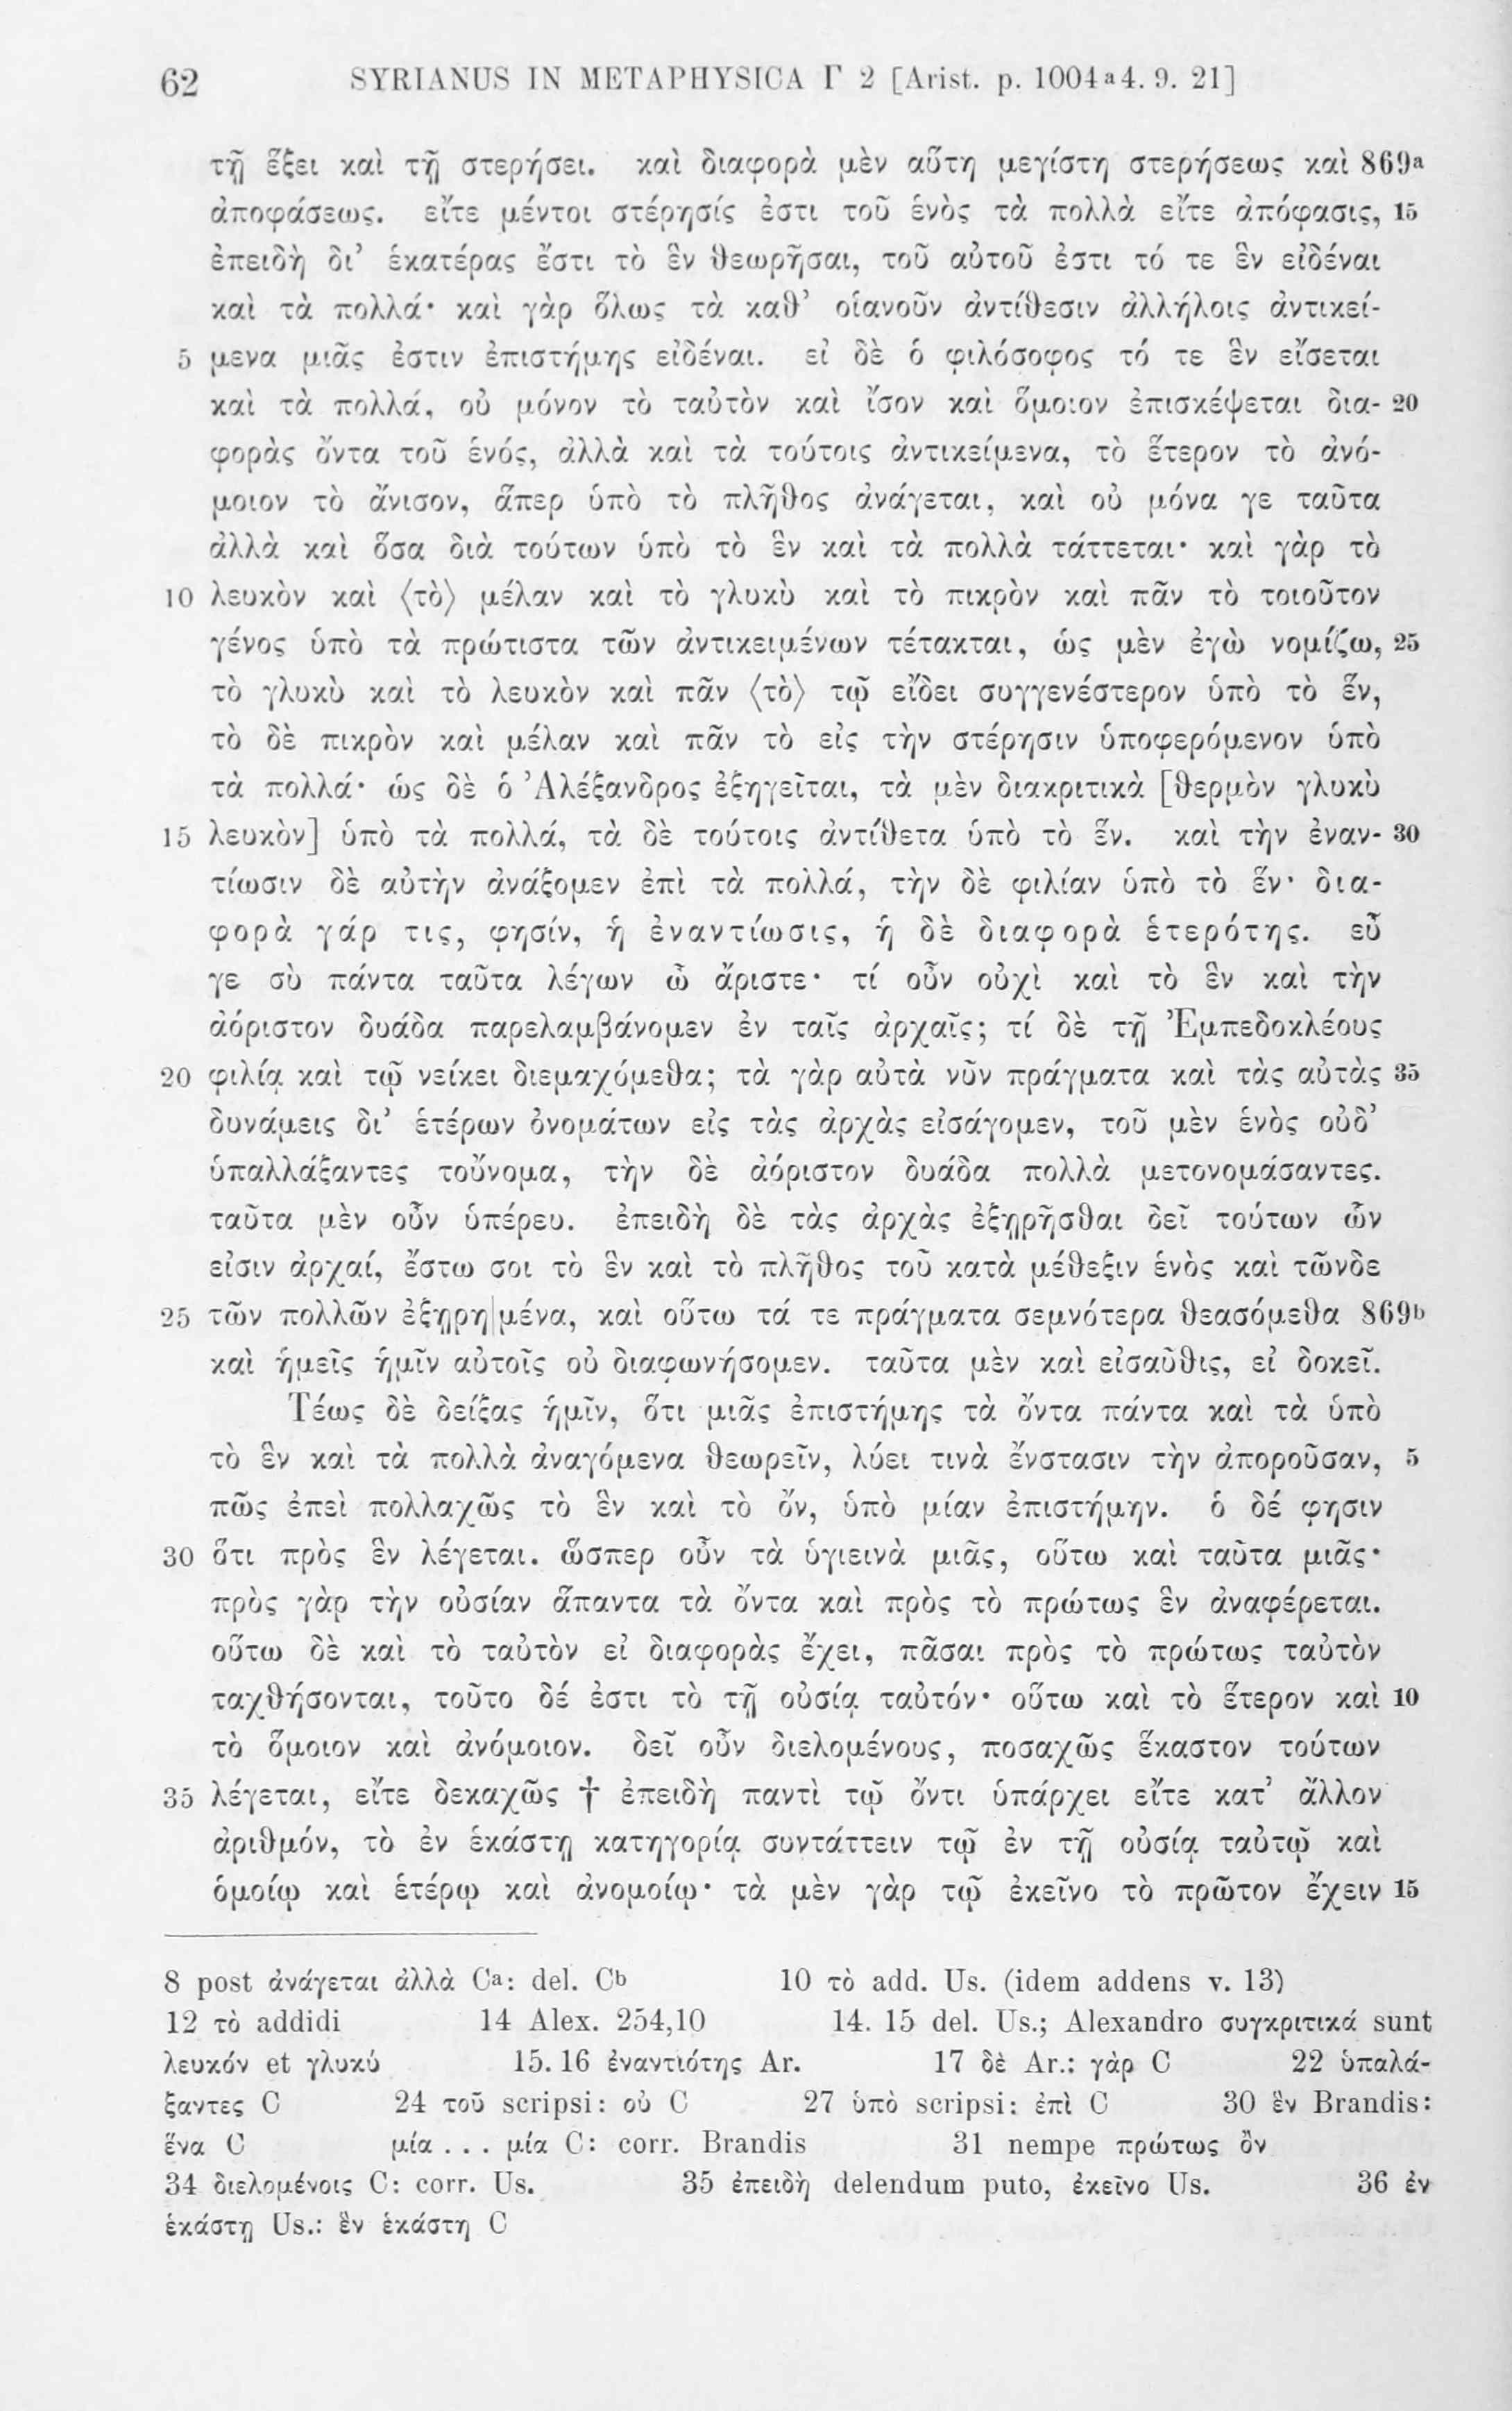 62 SYRIANUS IN METAPHYSICA Γ 2 [Arist. p. 1004ª4. 9. 21]
τῇ ἕξει καὶ τῇ στερήσει. καὶ διαφορὰ μὲν αὕτη μεγίστη στερήσεως καὶ 869a
ἀποφάσεως. εἴτε μέντοι στέρησίς ἐστι τοῦ ἑνὸς τὰ πολλὰ εἴτε ἀπόφασις, 15
ἐπειδὴ δι’ ἑκατέρας ἔστι τὸ ἓν θεωρῆσαι, τοῦ αὐτοῦ ἐστι τό τε ἓν εἰδέναι
καὶ τὰ πολλά· καὶ γὰρ ὅλως τὰ καθ’ οἱανοῦν ἀντίθεσιν ἀλλήλοις ἀντικεί-
5 μενα μιᾶς ἐστιν ἐπιστήμης εἰδέναι. εἰ δὲ ὁ φιλόσοφος τό τε ἓν εἴσεται
καὶ τὰ πολλά, οὐ μόνον τὸ ταὐτὸν καὶ ἴσον καὶ ὅμοιον ἐπισκέψεται δια- 20
φορὰς ὄντα τοῦ ἑνός, ἀλλὰ καὶ τὰ τούτοις ἀντικείμενα, τὸ ἕτερον τὸ ἀνό-
μοιον τὸ ἄνισον, ἅπερ ὑπὸ τὸ πλῆθος ἀνάγεται, καὶ οὐ μόνα γε ταῦτα
ἀλλὰ καὶ ὅσα διὰ τούτων ὑπὸ τὸ ἓν καὶ τὰ πολλὰ τάττεται· καὶ γὰρ τὸ
10 λευκὸν καὶ ⟨τὸ⟩ μέλαν καὶ τὸ γλυκὺ καὶ τὸ πικρὸν καὶ πᾶν τὸ τοιοῦτον
γένος ὑπὸ τὰ πρώτιστα τῶν ἀντικειμένων τέτακται, ὡς μὲν ἐγὼ νομίζω, 25
τὸ γλυκὺ καὶ τὸ λευκὸν καὶ πᾶν ⟨τὸ⟩ τῷ εἴδει συγγενέστερον ὑπὸ τὸ ἕν,
τὸ δὲ πικρὸν καὶ μέλαν καὶ πᾶν τὸ εἰς τὴν στέρησιν ὑποφερόμενον ὑπὸ
τὰ πολλά· ὡς δὲ ὁ Ἀλέξανδρος ἐξηγεῖται, τὰ μὲν διακριτικὰ [θερμὸν γλυκὺ
15 λευκὸν] ὑπὸ τὰ πολλά, τὰ δὲ τούτοις ἀντίθετα ὑπὸ τὸ ἕν. καὶ τὴν ἐναν- 30
τίωσιν δὲ αὐτὴν ἀνάξομεν ἐπὶ τὰ πολλά, τὴν δὲ φιλίαν ὑπὸ τὸ ἕν· δια-
φορὰ γάρ τις, φησίν, ἡ ἐναντίωσις, ἡ δὲ διαφορὰ ἑτερότης. εὖ
γε σὺ πάντα ταῦτα λέγων ὦ ἄριστε· τί οὖν οὐχὶ καὶ τὸ ἓν καὶ τὴν
ἀόριστον δυάδα παρελαμβάνομεν ἐν ταῖς ἀρχαῖς; τί δὲ τῇ Ἐμπεδοκλέους
20 φιλίᾳ καὶ τῷ νείκει διεμαχόμεθα; τὰ γὰρ αὐτὰ νῦν πράγματα καὶ τὰς αὐτὰς 35
δυνάμεις δι’ ἑτέρων ὀνομάτων εἰς τὰς ἀρχὰς εἰσάγομεν, τοῦ μὲν ἑνὸς οὐδ’
ὑπαλλάξαντες τοὔνομα, τὴν δὲ ἀόριστον δυάδα πολλὰ μετονομάσαντες.
ταῦτα μὲν οὖν ὑπέρευ. ἐπειδὴ δὲ τὰς ἀρχὰς ἐξῃρῆσθαι δεῖ τούτων ὧν
εἰσιν ἀρχαί, ἔστω σοι τὸ ἓν καὶ τὸ πλῆθος τοῦ κατὰ μέθεξιν ἑνὸς καὶ τῶνδε
25 τῶν πολλῶν ἐξῃρη|μένα, καὶ οὕτω τά τε πράγματα σεμνότερα θεασόμεθα 869b
καὶ ἡμεῖς ἡμῖν αὐτοῖς οὐ διαφωνήσομεν. ταῦτα μὲν καὶ εἰσαῦθις, εἰ δοκεῖ.
Τέως δὲ δείξας ἡμῖν, ὅτι μιᾶς ἐπιστήμης τὰ ὄντα πάντα καὶ τὰ ὑπὸ
τὸ ἓν καὶ τὰ πολλὰ ἀναγόμενα θεωρεῖν, λύει τινὰ ἔνστασιν τὴν ἀποροῦσαν, 5
πῶς ἐπεὶ πολλαχῶς τὸ ἓν καὶ τὸ ὄν, ὑπὸ μίαν ἐπιστήμην. ὁ δέ φησιν
30 ὅτι πρὸς ἓν λέγεται. ὥσπερ οὖν τὰ ὑγιεινὰ μιᾶς, οὕτω καὶ ταῦτα μιᾶς·
πρὸς γὰρ τὴν οὐσίαν ἅπαντα τὰ ὄντα καὶ πρὸς τὸ πρώτως ἓν ἀναφέρεται.
οὕτω δὲ καὶ τὸ ταὐτὸν εἰ διαφορὰς ἔχει, πᾶσαι πρὸς τὸ πρώτως ταὐτὸν
ταχθήσονται, τοῦτο δέ ἐστι τὸ τῇ οὐσίᾳ ταὐτόν· οὕτω καὶ τὸ ἕτερον καὶ 10
τὸ ὅμοιον καὶ ἀνόμοιον. δεῖ οὖν διελομένους, ποσαχῶς ἕκαστον τούτων
35 λέγεται, εἴτε δεκαχῶς † ἐπειδὴ παντὶ τῷ ὄντι ὑπάρχει εἴτε κατ’ ἄλλον
ἀριθμόν, τὸ ἐν ἑκάστῃ κατηγορίᾳ συντάττειν τῷ ἐν τῇ οὐσίᾳ ταὐτῷ καὶ
ὁμοίῳ καὶ ἑτέρῳ καὶ ἀνομοίῳ· τὰ μὲν γὰρ τῷ ἐκεῖνο τὸ πρῶτον ἔχειν 15
8 post ἀνάγεται ἀλλὰ Ca: del. Cb 10 τὸ add. Us. (idem addens v. 13)
12 τὸ addidi 14 Alex. 254,10 14. 15 del. Us.; Alexandro συγκριτικά sunt
λευκόν et γλυκύ 15. 16 ἐναντιότης Ar. 17 δὲ Ar.: γὰρ C 22 ὑπαλά-
ξαντες C 24 τοῦ scripsi: οὐ C 27 ὑπὸ scripsi: ἐπὶ C 30 ἓν Brandis:
ἕνα C μία . . . μία C: corr. Brandis 31 nempe πρώτως ὂν
34 διελομένοις C: corr. Us. 35 ἐπειδὴ delendum puto, ἐκεῖνο Us. 36 ἐν
ἑκάστῃ Us.: ἓν ἑκάστη C